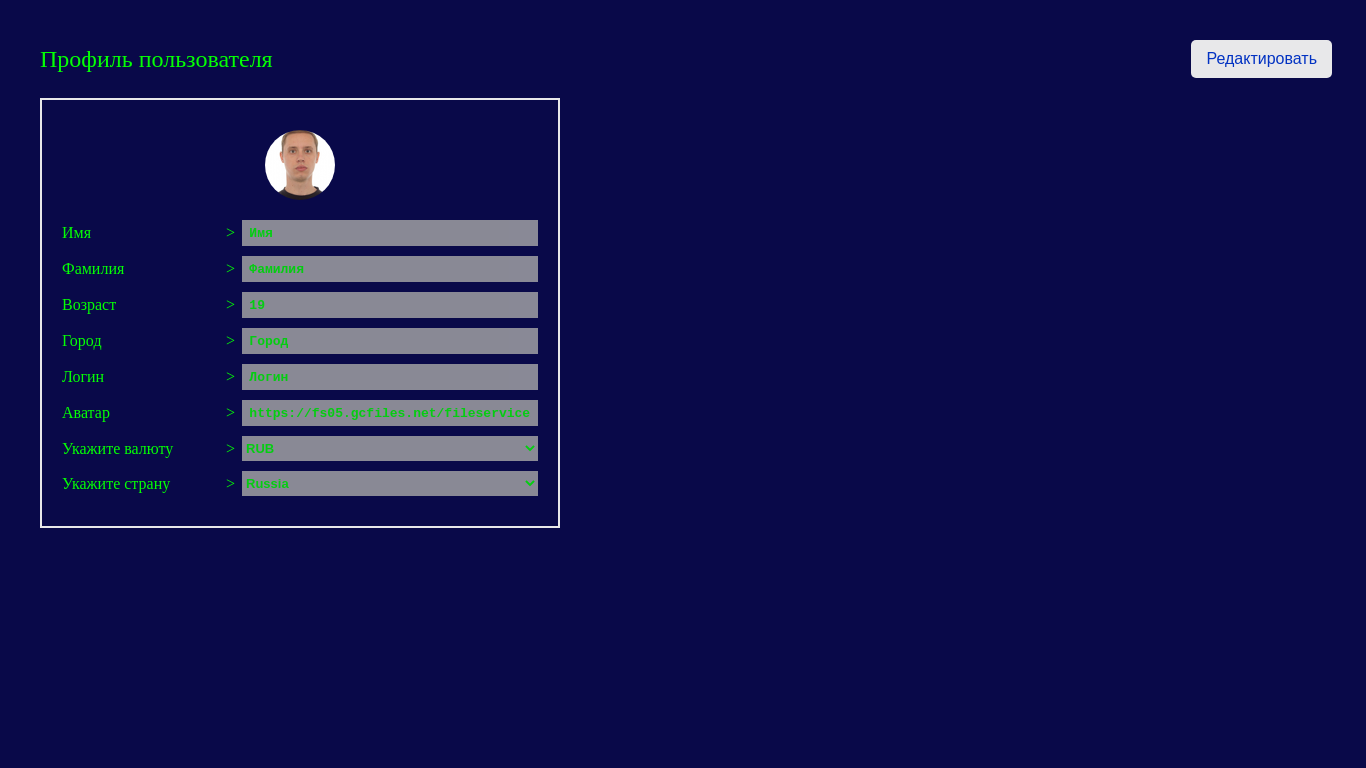 Профиль пользователя
Редактировать
Имя > Имя
Фамилия > Фамилия
Возраст > 19
Город > Город
Логин > Логин
Аватар > https://fs05.gcfiles.net/fileservice
Укажите валюту > RUB
Укажите страну > Russia